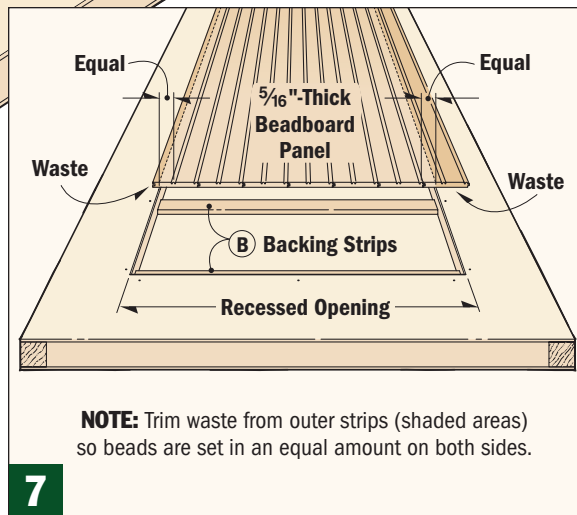 Equal
Equal
5/16"-Thick
Beadboard
Panel
Waste
Waste
B Backing Strips
Recessed Opening
NOTE: Trim waste from outer strips (shaded areas)
so beads are set in an equal amount on both sides.
7